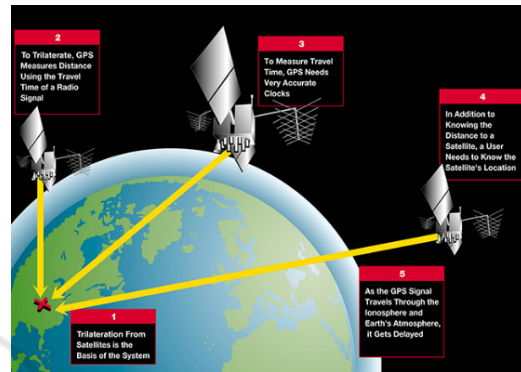 1
Trilateration From
Satellites is the
Basis of the System
2
To Trilaterate, GPS
Measures Distance
Using the Travel
Time of a Radio
Signal
3
To Measure Travel
Time, GPS Needs
Very Accurate
Clocks
4
In Addition to
Knowing the
Distance to a
Satellite, a User
Needs to Know the
Satellite's Location
5
As the GPS Signal
Travels Through the
Ionosphere and
Earth's Atmosphere,
it Gets Delayed